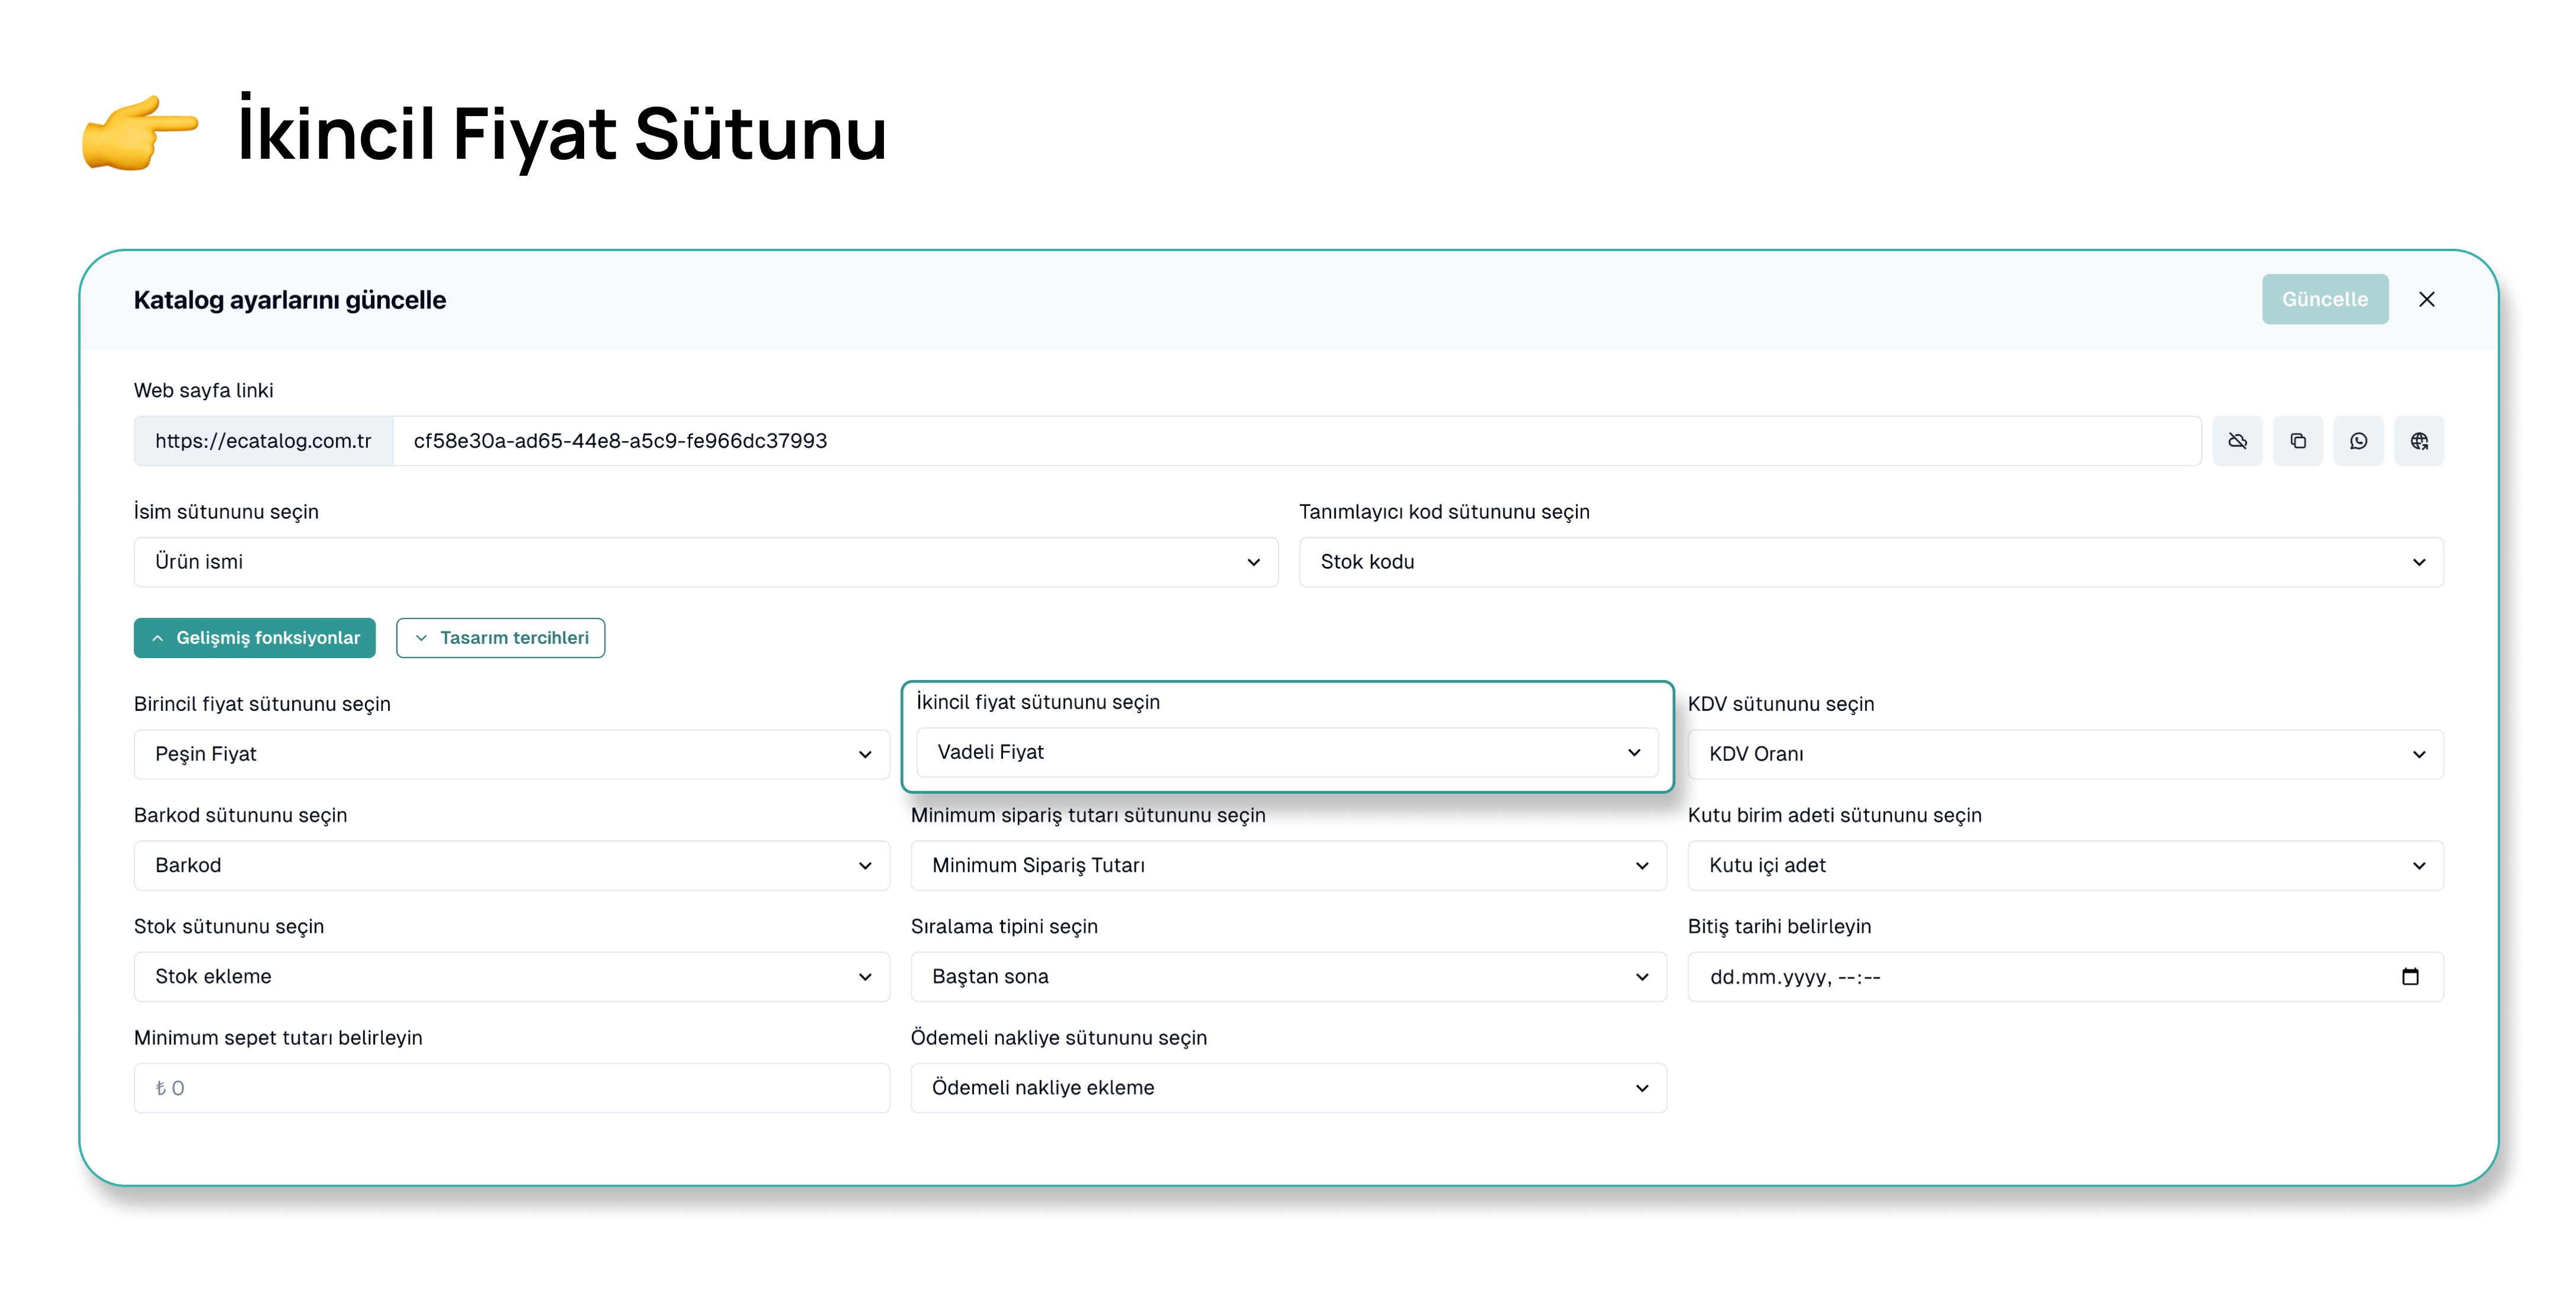 İkincil Fiyat Sütunu
Katalog ayarlarını güncelle
Güncelle
Web sayfa linki
https://ecatalog.com.tr
cf58e30a-ad65-44e8-a5c9-fe966dc37993
İsim sütununu seçin
Tanımlayıcı kod sütununu seçin
Ürün ismi
Stok kodu
Gelişmiş fonksiyonlar
Tasarım tercihleri
Birincil fiyat sütununu seçin
İkincil fiyat sütununu seçin
KDV sütununu seçin
Peşin Fiyat
Vadeli Fiyat
KDV Oranı
Barkod sütununu seçin
Minimum sipariş tutarı sütununu seçin
Kutu birim adeti sütununu seçin
Barkod
Minimum Sipariş Tutarı
Kutu içi adet
Stok sütununu seçin
Sıralama tipini seçin
Bitiş tarihi belirleyin
Stok ekleme
Baştan sona
dd.mm.yyyy, --:--
Minimum sepet tutarı belirleyin
Ödemeli nakliye sütununu seçin
₺ 0
Ödemeli nakliye ekleme